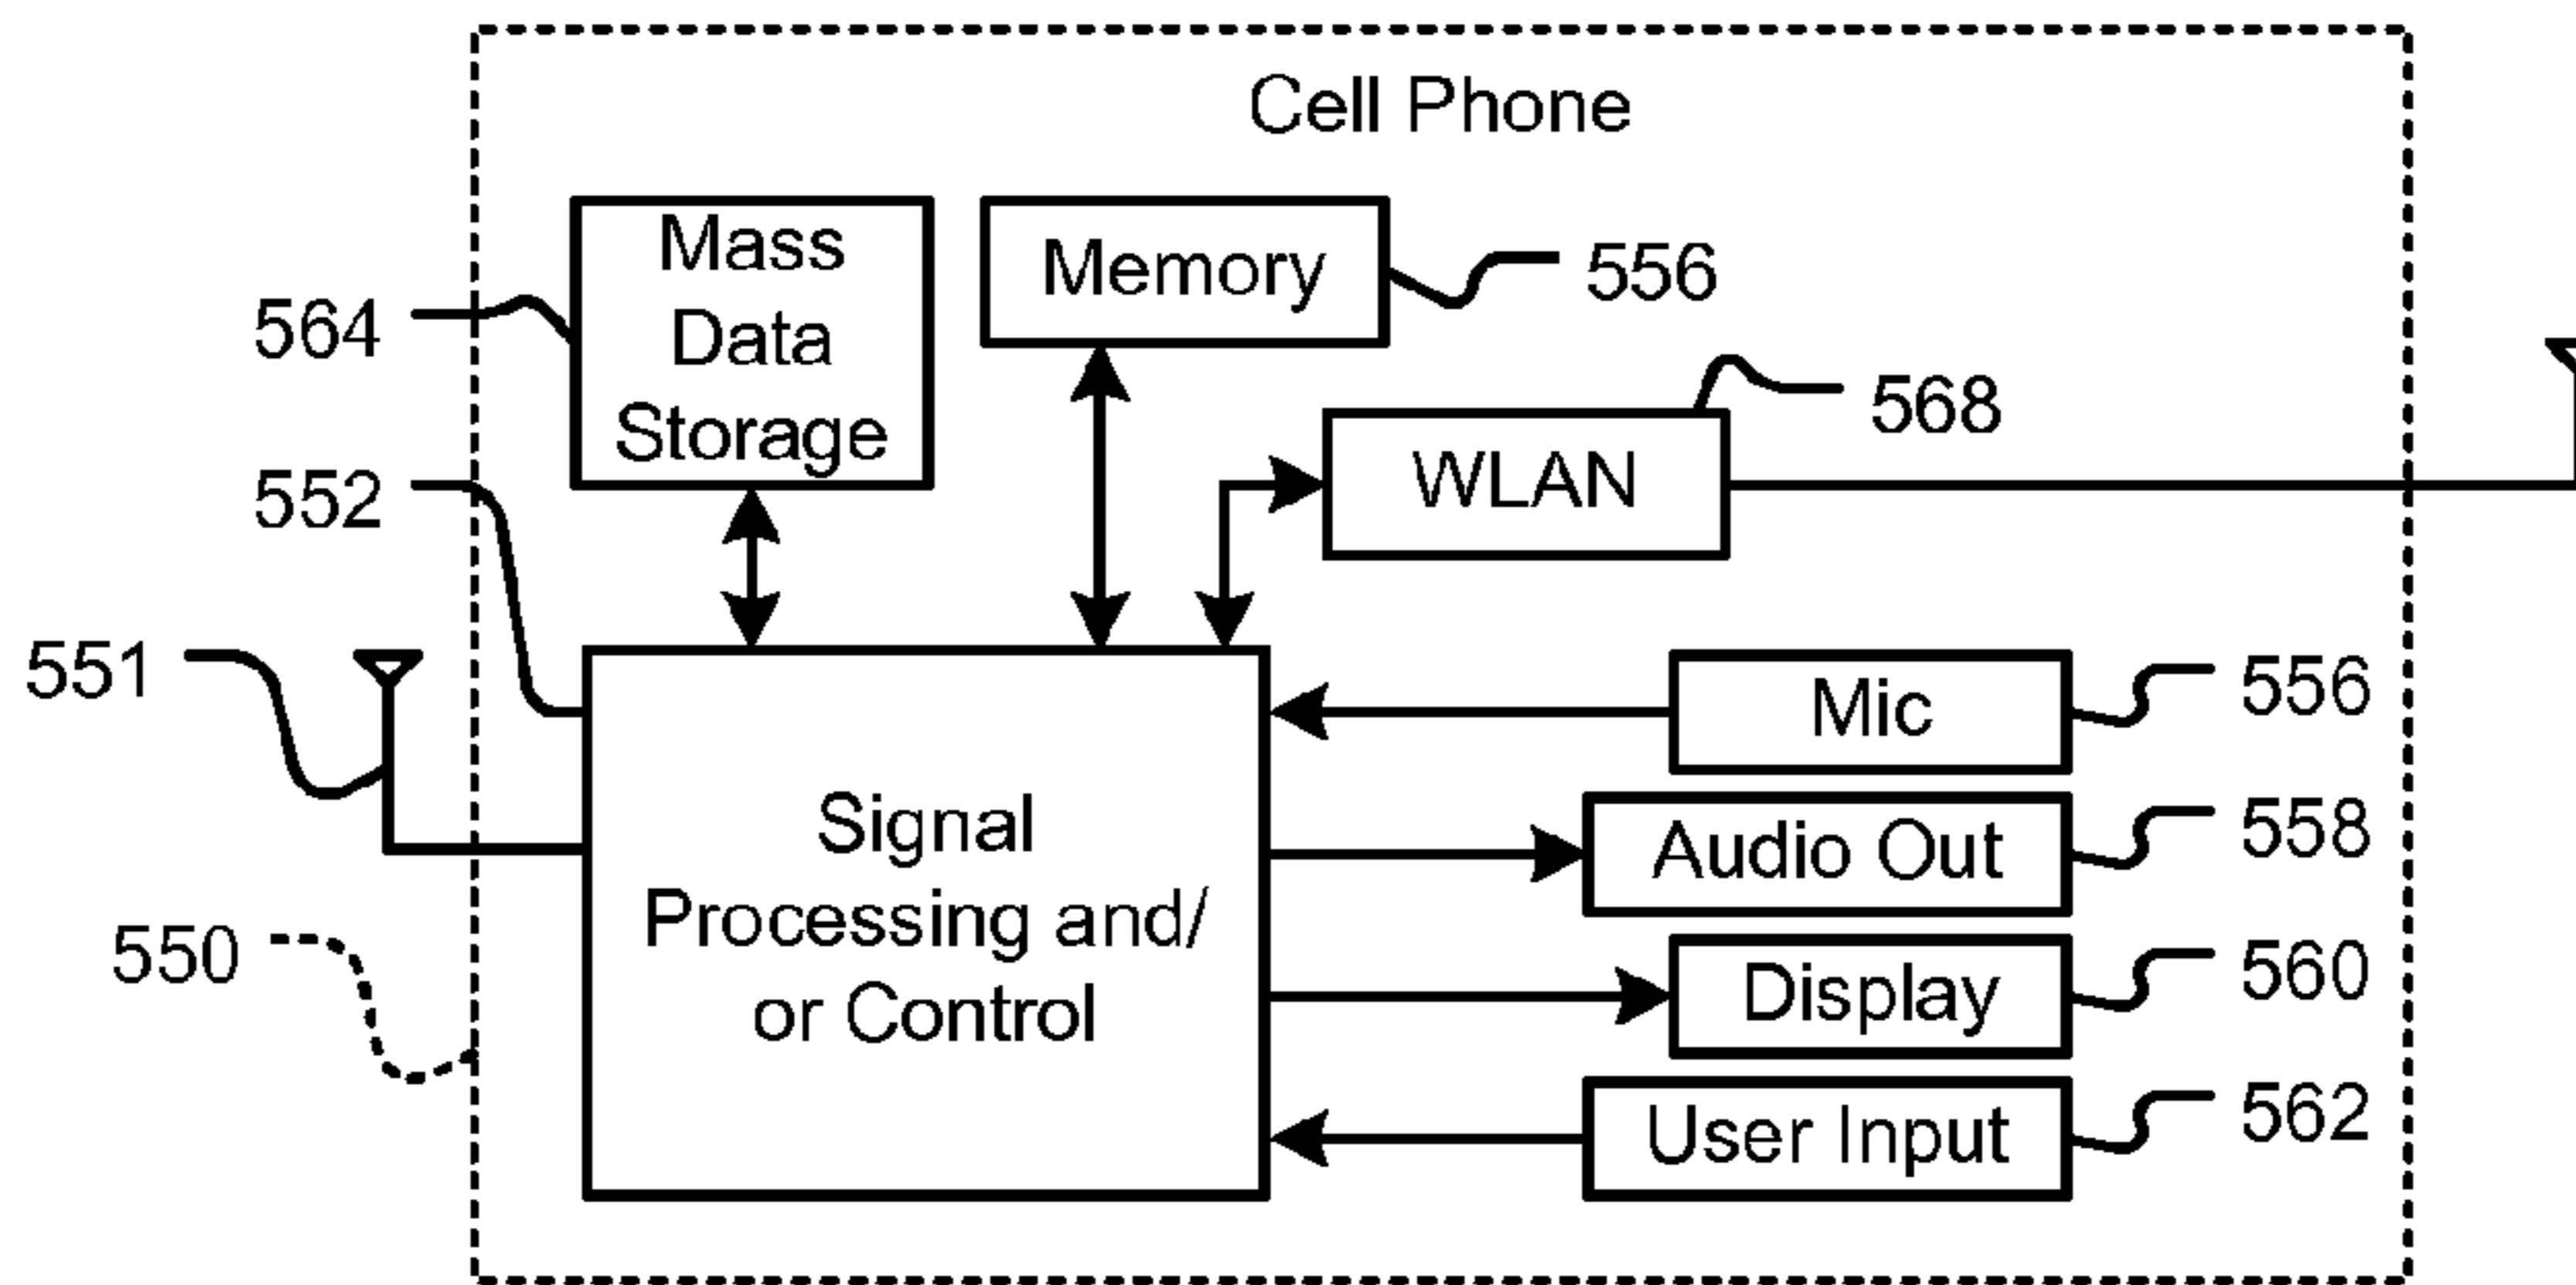 Cell Phone
Mass
Data
Storage
Memory
556
564
568
WLAN
552
551
Mic
556
Signal
Processing and/
or Control
Audio Out
558
550
Display
560
User Input
562